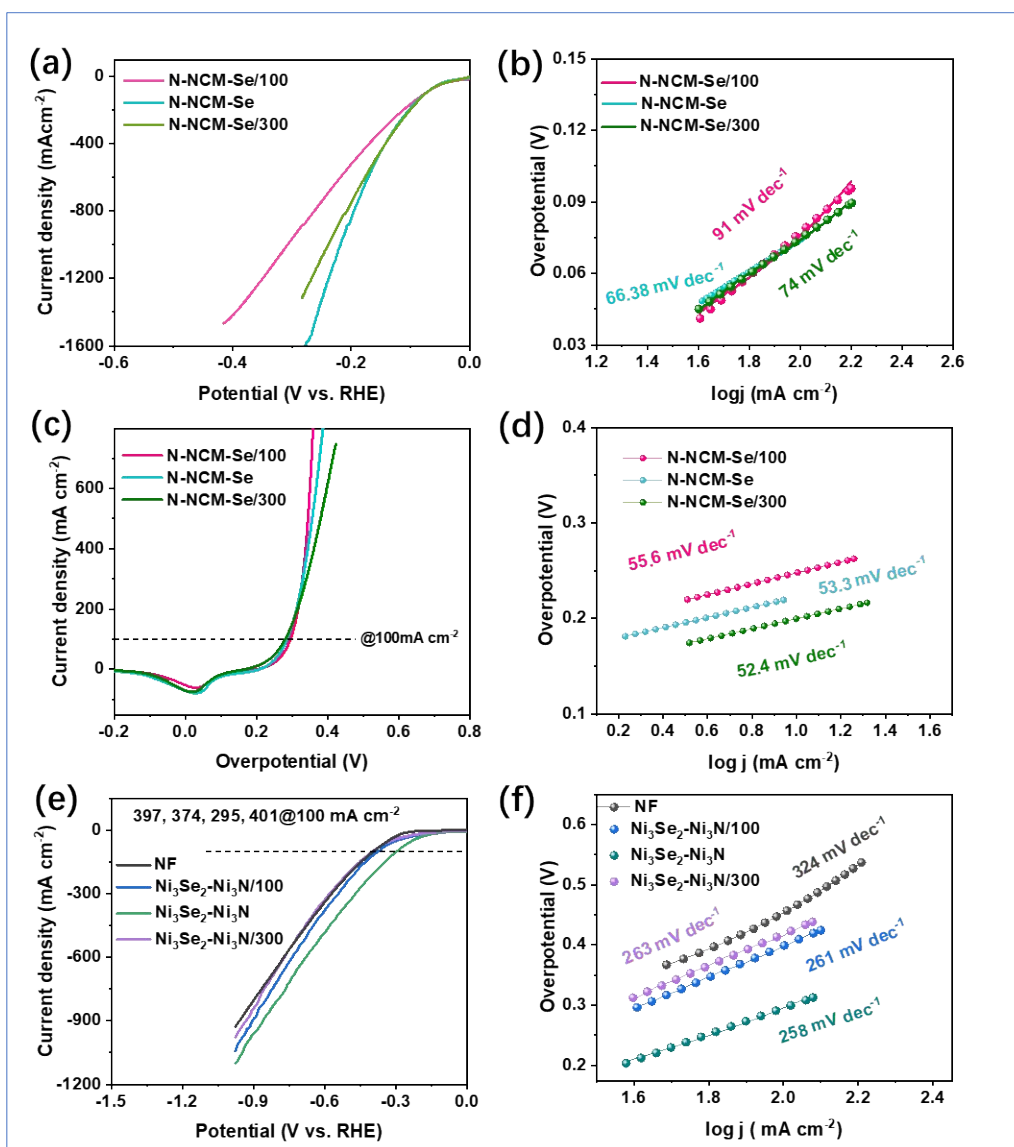 (a)
N-NCM-Se/100
N-NCM-Se
N-NCM-Se/300
Current density (mAcm⁻²)
0
-400
-800
-1200
-1600
-0.6
-0.4
-0.2
0.0
Potential (V vs. RHE)
(b)
N-NCM-Se/100
N-NCM-Se
N-NCM-Se/300
91 mV dec⁻¹
66.38 mV dec⁻¹
74 mV dec⁻¹
Overpotential (V)
0.15
0.12
0.09
0.06
0.03
1.2
1.4
1.6
1.8
2.0
2.2
2.4
2.6
logj (mA cm⁻²)
(c)
N-NCM-Se/100
N-NCM-Se
N-NCM-Se/300
@100mA cm⁻²
Current density (mA cm⁻²)
600
400
200
0
-0.2
0.0
0.2
0.4
0.6
0.8
Overpotential (V)
(d)
N-NCM-Se/100
N-NCM-Se
N-NCM-Se/300
55.6 mV dec⁻¹
53.3 mV dec⁻¹
52.4 mV dec⁻¹
Overpotential (V)
0.4
0.3
0.2
0.1
0.2
0.4
0.6
0.8
1.0
1.2
1.4
1.6
log j (mA cm⁻²)
(e)
397, 374, 295, 401@100 mA cm⁻²
NF
Ni₃Se₂-Ni₃N/100
Ni₃Se₂-Ni₃N
Ni₃Se₂-Ni₃N/300
Current density (mA cm⁻²)
0
-300
-600
-900
-1200
-1.5
-1.2
-0.9
-0.6
-0.3
0.0
Potential (V vs. RHE)
(f)
NF
Ni₃Se₂-Ni₃N/100
Ni₃Se₂-Ni₃N
Ni₃Se₂-Ni₃N/300
324 mV dec⁻¹
263 mV dec⁻¹
261 mV dec⁻¹
258 mV dec⁻¹
Overpotential (V)
0.6
0.5
0.4
0.3
0.2
1.6
2.0
2.2
2.4
log j ( mA cm⁻²)